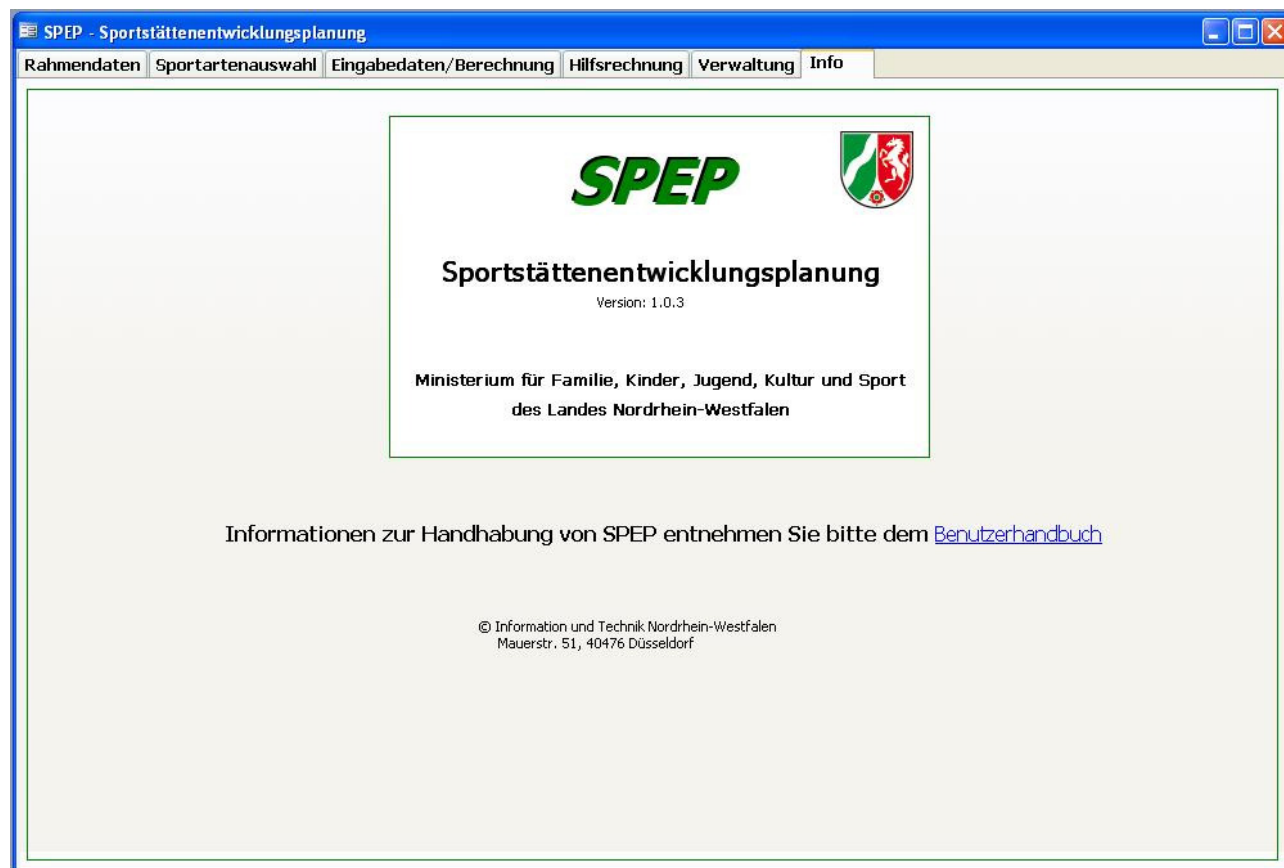 SPEP - Sportstättenentwicklungsplanung
Rahmendaten Sportartenauswahl Eingabedaten/Berechnung Hilfsrechnung Verwaltung Info
SPEP
Sportstättenentwicklungsplanung
Version: 1.0.3
Ministerium für Familie, Kinder, Jugend, Kultur und Sport
des Landes Nordrhein-Westfalen
Informationen zur Handhabung von SPEP entnehmen Sie bitte dem Benutzerhandbuch
© Information und Technik Nordrhein-Westfalen
Mauerstr. 51, 40476 Düsseldorf